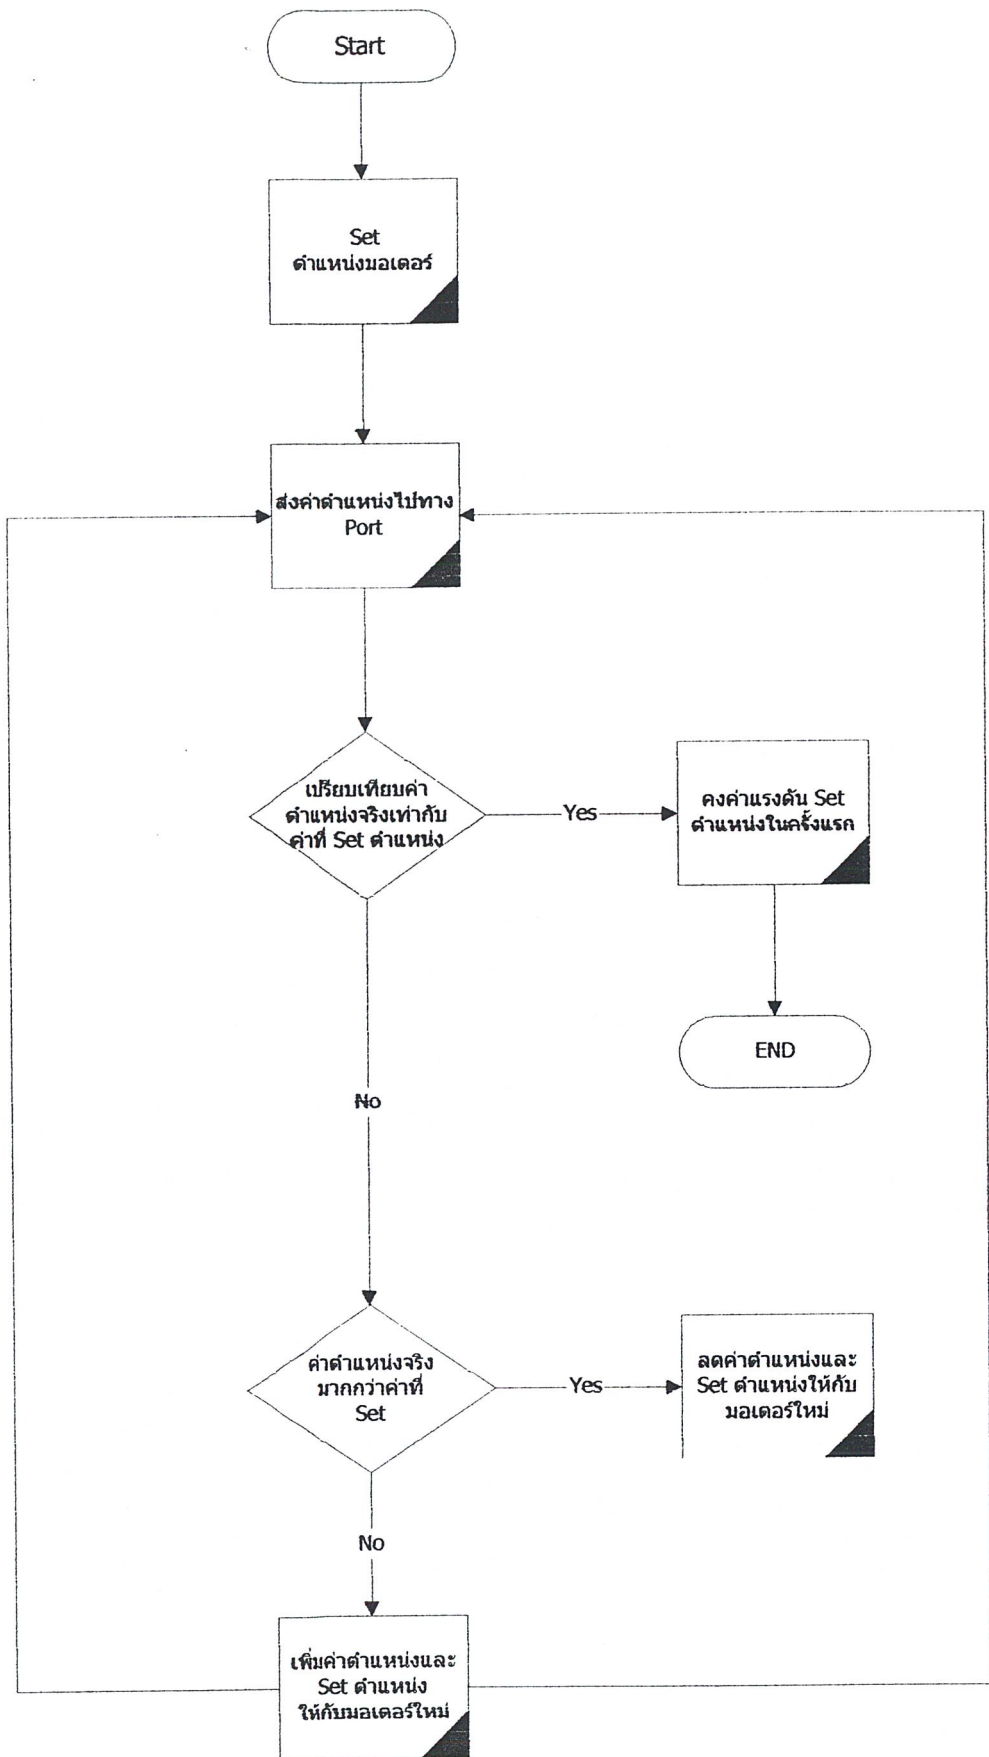 Start
Set
ตำแหน่งมอเตอร์
ส่งค่าตำแหน่งไปทาง
Port
เปรียบเทียบค่า
ตำแหน่งจริงเท่ากับ
ค่าที่ Set ตำแหน่ง
Yes
คงค่าแรงดัน Set
ตำแหน่งในครั้งแรก
END
No
ค่าตำแหน่งจริง
มากกว่าค่าที่
Set
Yes
ลดค่าตำแหน่งและ
Set ตำแหน่งให้กับ
มอเตอร์ใหม่
No
เพิ่มค่าตำแหน่งและ
Set ตำแหน่ง
ให้กับมอเตอร์ใหม่